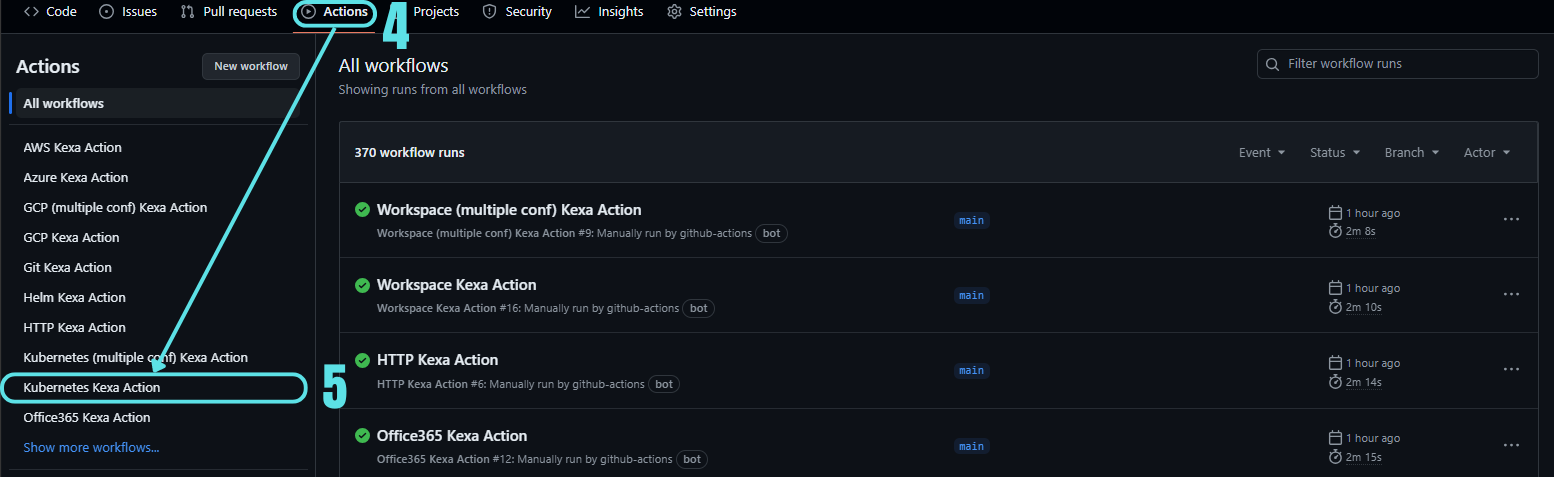 Code Issues Pull requests Actions 4 Projects Security Insights Settings
Actions
New workflow
All workflows
AWS Kexa Action
Azure Kexa Action
GCP (multiple conf) Kexa Action
GCP Kexa Action
Git Kexa Action
Helm Kexa Action
HTTP Kexa Action
Kubernetes (multiple conf) Kexa Action
Kubernetes Kexa Action
5
Office365 Kexa Action
Show more workflows...
All workflows
Showing runs from all workflows
Filter workflow runs
370 workflow runs
Event Status Branch Actor
Workspace (multiple conf) Kexa Action
Workspace (multiple conf) Kexa Action #9: Manually run by github-actions bot
main
1 hour ago
2m 8s
Workspace Kexa Action
Workspace Kexa Action #16: Manually run by github-actions bot
main
1 hour ago
2m 10s
HTTP Kexa Action
HTTP Kexa Action #6: Manually run by github-actions bot
main
1 hour ago
2m 14s
Office365 Kexa Action
Office365 Kexa Action #12: Manually run by github-actions bot
main
1 hour ago
2m 15s